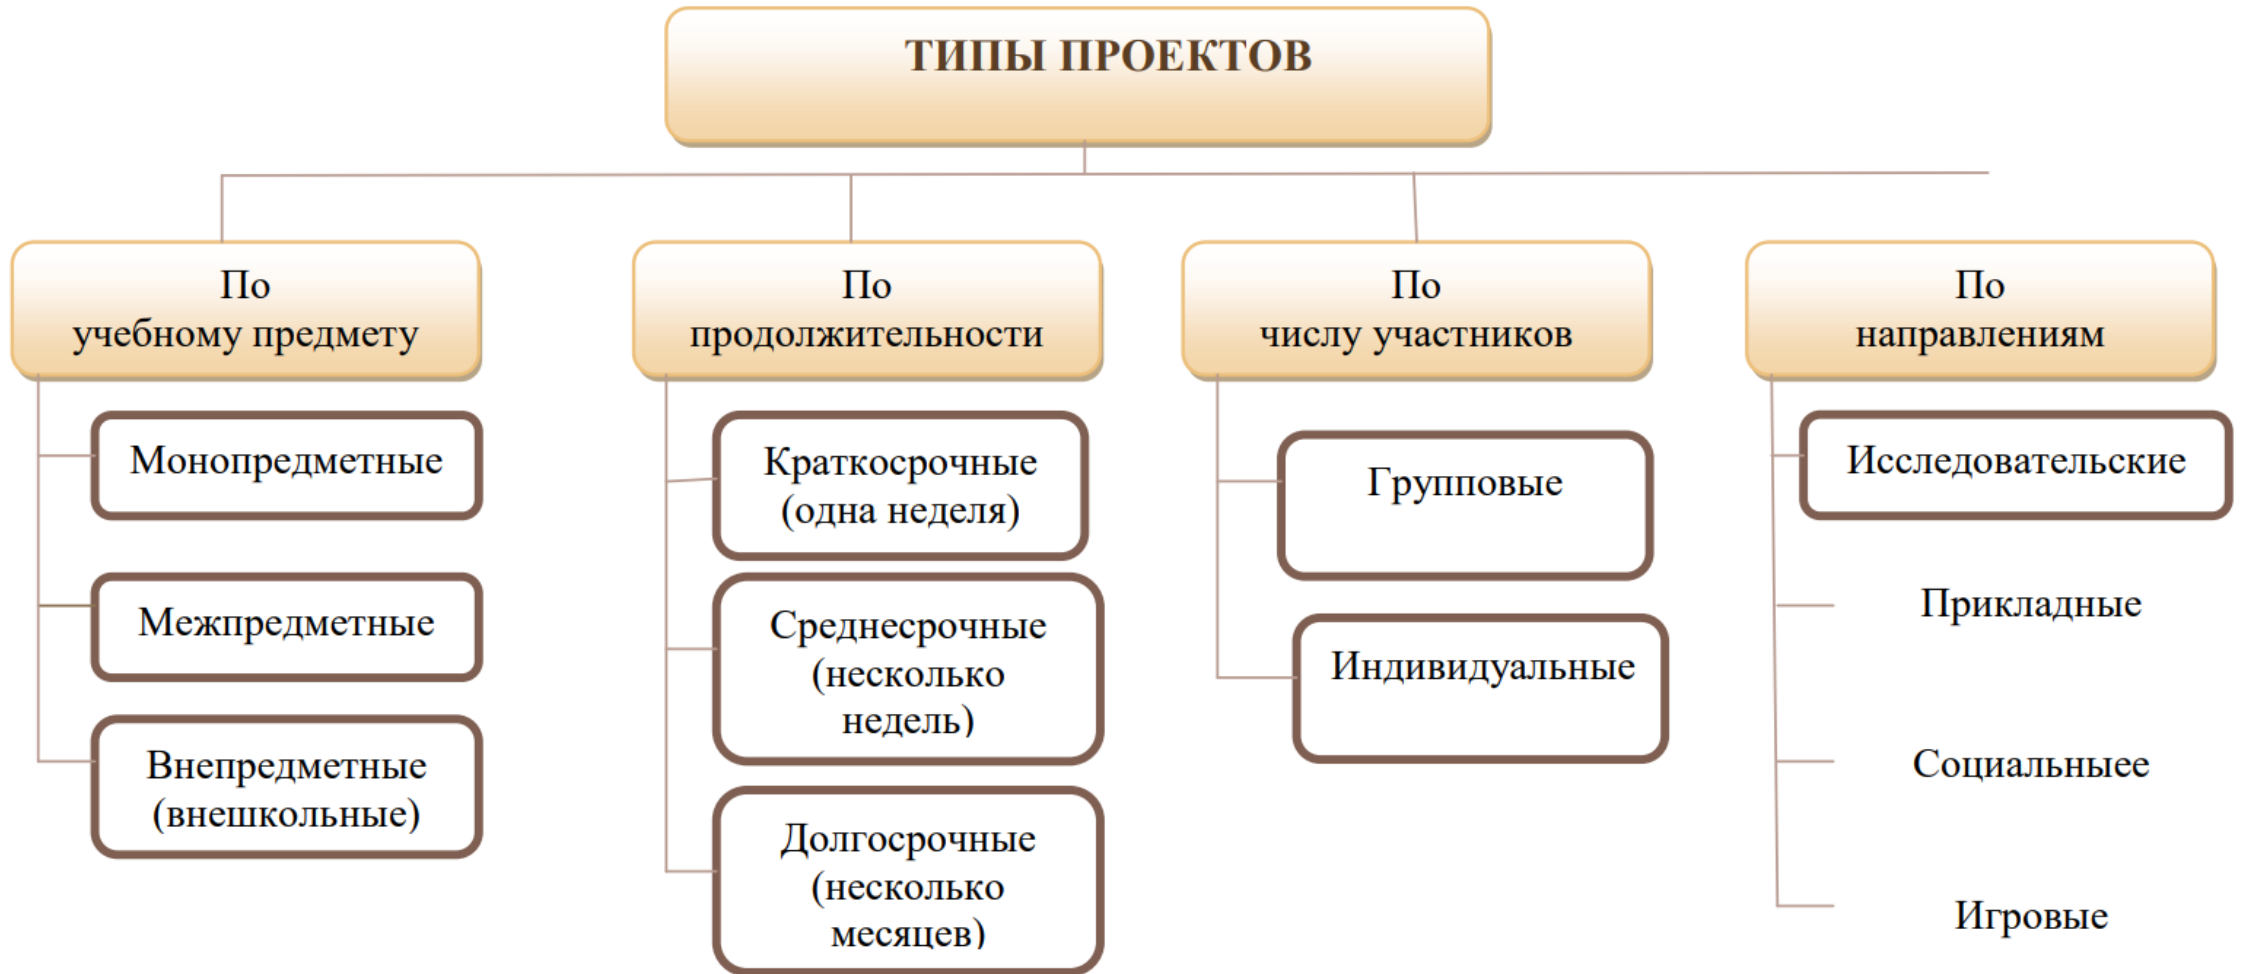 ТИПЫ ПРОЕКТОВ
По
учебному предмету
Монопредметные
Межпредметные
Внепредметные
(внешкольные)
По
продолжительности
Краткосрочные
(одна неделя)
Среднесрочные
(несколько
недель)
Долгосрочные
(несколько
месяцев)
По
числу участников
Групповые
Индивидуальные
По
направлениям
Исследовательские
Прикладные
Социальныее
Игровые